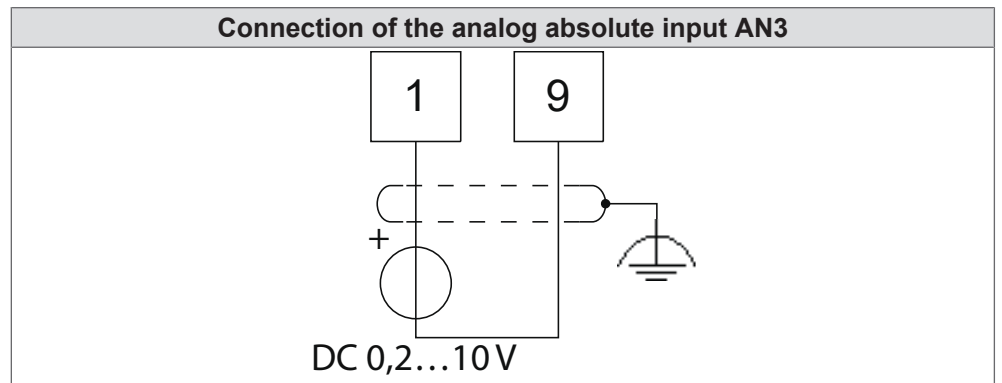 Connection of the analog absolute input AN3
1 9
+
DC 0,2…10 V